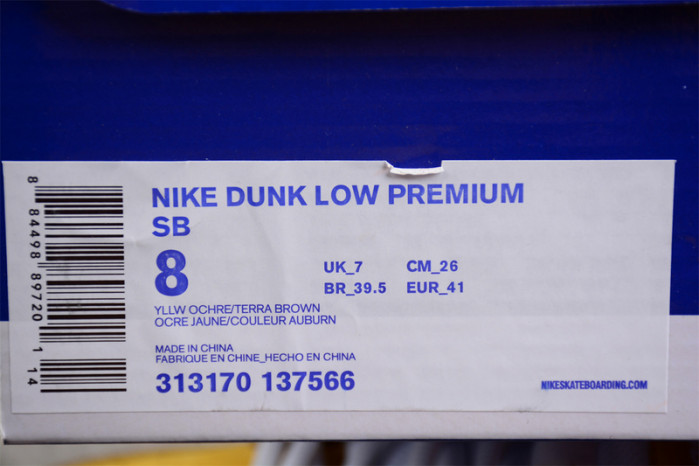 NIKE DUNK LOW PREMIUM
SB
8
UK_7 CM_26
BR_39.5 EUR_41
YLLW OCHRE/TERRA BROWN
OCRE JAUNE/COULEUR AUBURN
MADE IN CHINA
FABRIQUE EN CHINE_HECHO EN CHINA
313170 137566
NIKESKATEBOARDING.COM
8 84498 89720 1 14